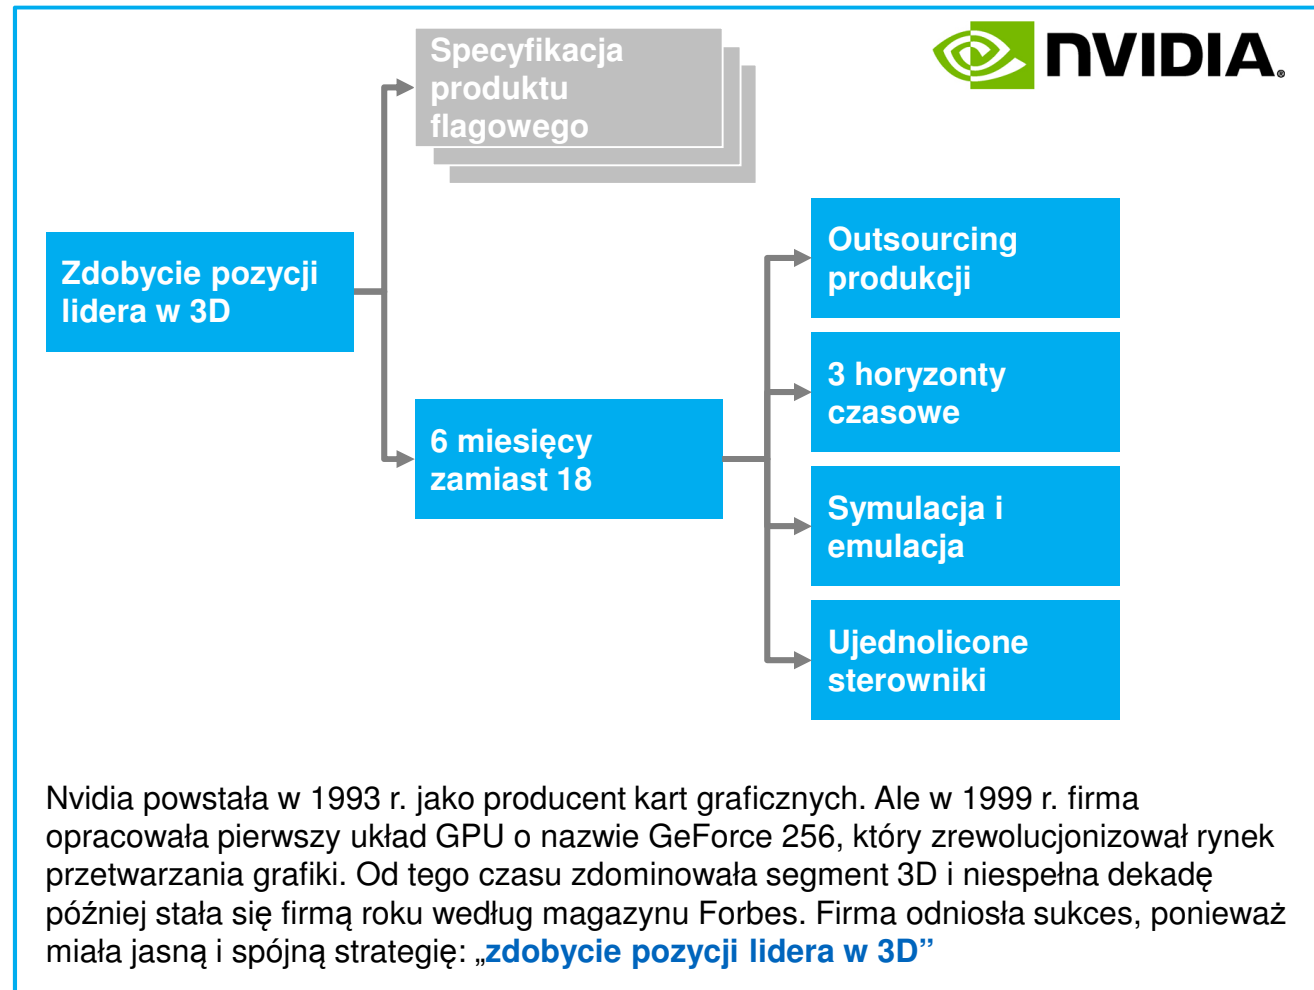 Specyfikacja
produktu
flagowego
NVIDIA.
Zdobycie pozycji
lidera w 3D
6 miesięcy
zamiast 18
Outsourcing
produkcji
3 horyzonty
czasowe
Symulacja i
emulacja
Ujednolicone
sterowniki
Nvidia powstała w 1993 r. jako producent kart graficznych. Ale w 1999 r. firma
opracowała pierwszy układ GPU o nazwie GeForce 256, który zrewolucjonizował rynek
przetwarzania grafiki. Od tego czasu zdominowała segment 3D i niespełna dekadę
później stała się firmą roku według magazynu Forbes. Firma odniosła sukces, ponieważ
miała jasną i spójną strategię: „zdobycie pozycji lidera w 3D”